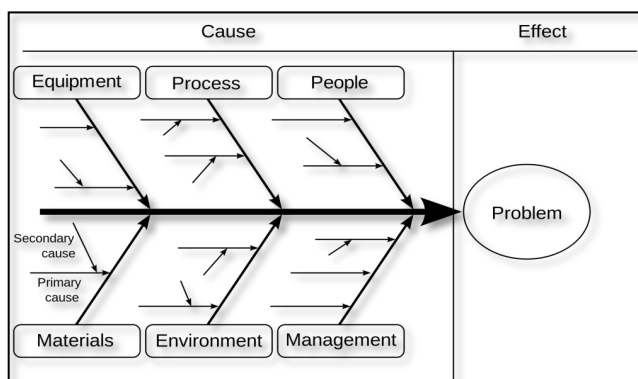 Cause
Effect
Equipment
Process
People
Problem
Secondary
cause
Primary
cause
Materials
Environment
Management